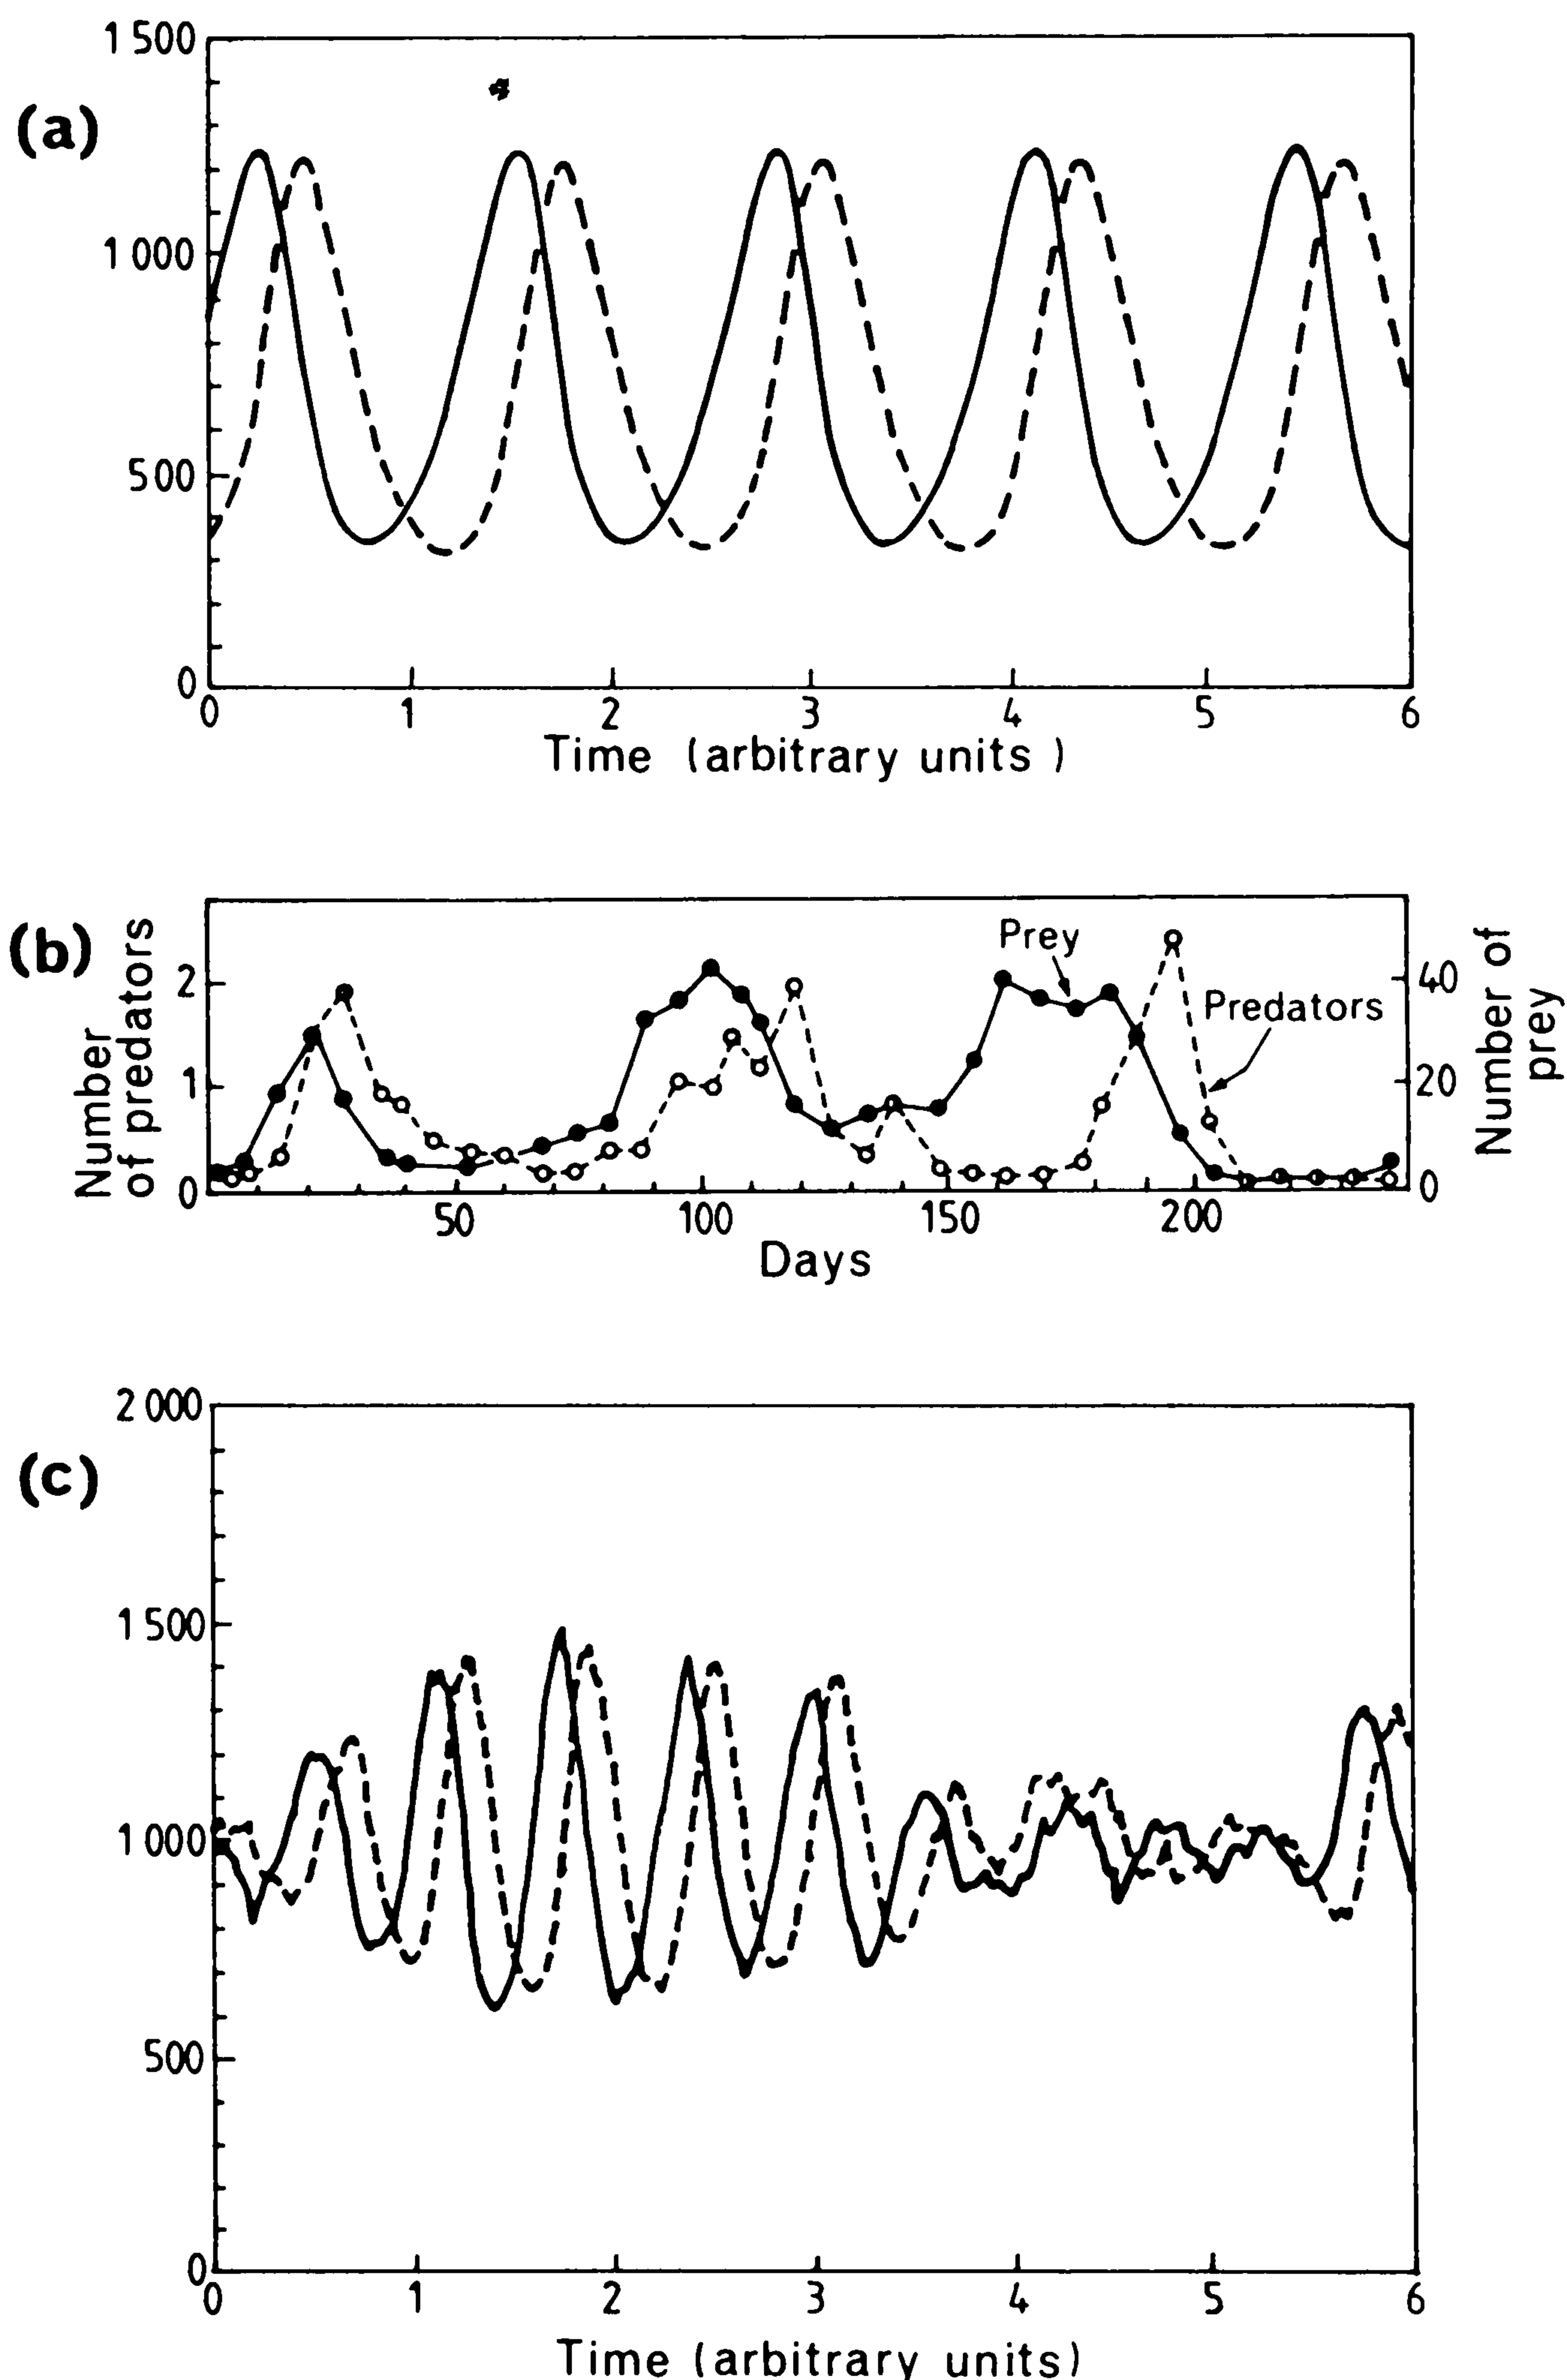 (a)
1500
1000
500
0
0 1 2 3 4 5 6
Time (arbitrary units)
(b)
Number
of predators
2
1
0
Prey
Predators
40
20
0
Number of
prey
50 100 150 200
Days
(c)
2000
1500
1000
500
0
0 1 2 3 4 5 6
Time (arbitrary units)